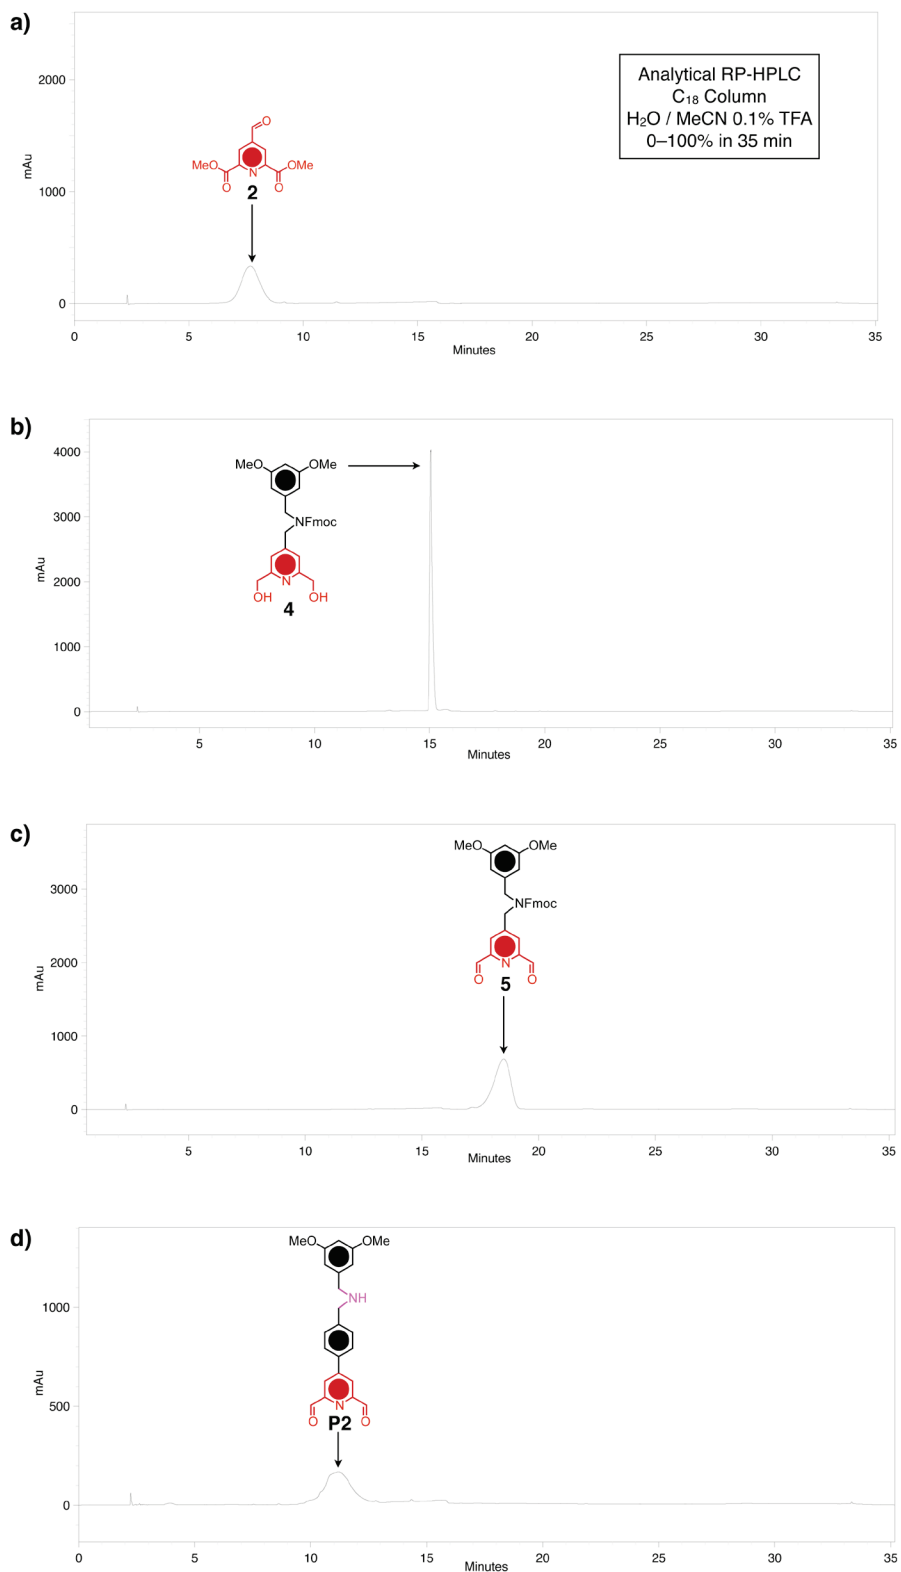 a)
2000
1000
0
mAu
O
MeO
OMe
N
O
O
2
Analytical RP-HPLC
C₁₈ Column
H₂O / MeCN 0.1% TFA
0–100% in 35 min
0
5
10
15
20
25
30
35
Minutes
b)
4000
3000
2000
1000
0
mAu
MeO
OMe
NFmoc
N
OH
OH
4
5
10
15
20
25
30
35
Minutes
c)
3000
2000
1000
0
mAu
MeO
OMe
NFmoc
N
O
O
5
5
10
15
20
25
30
35
Minutes
d)
1000
500
0
mAu
MeO
OMe
NH
N
O
O
P2
0
5
10
15
20
25
30
35
Minutes